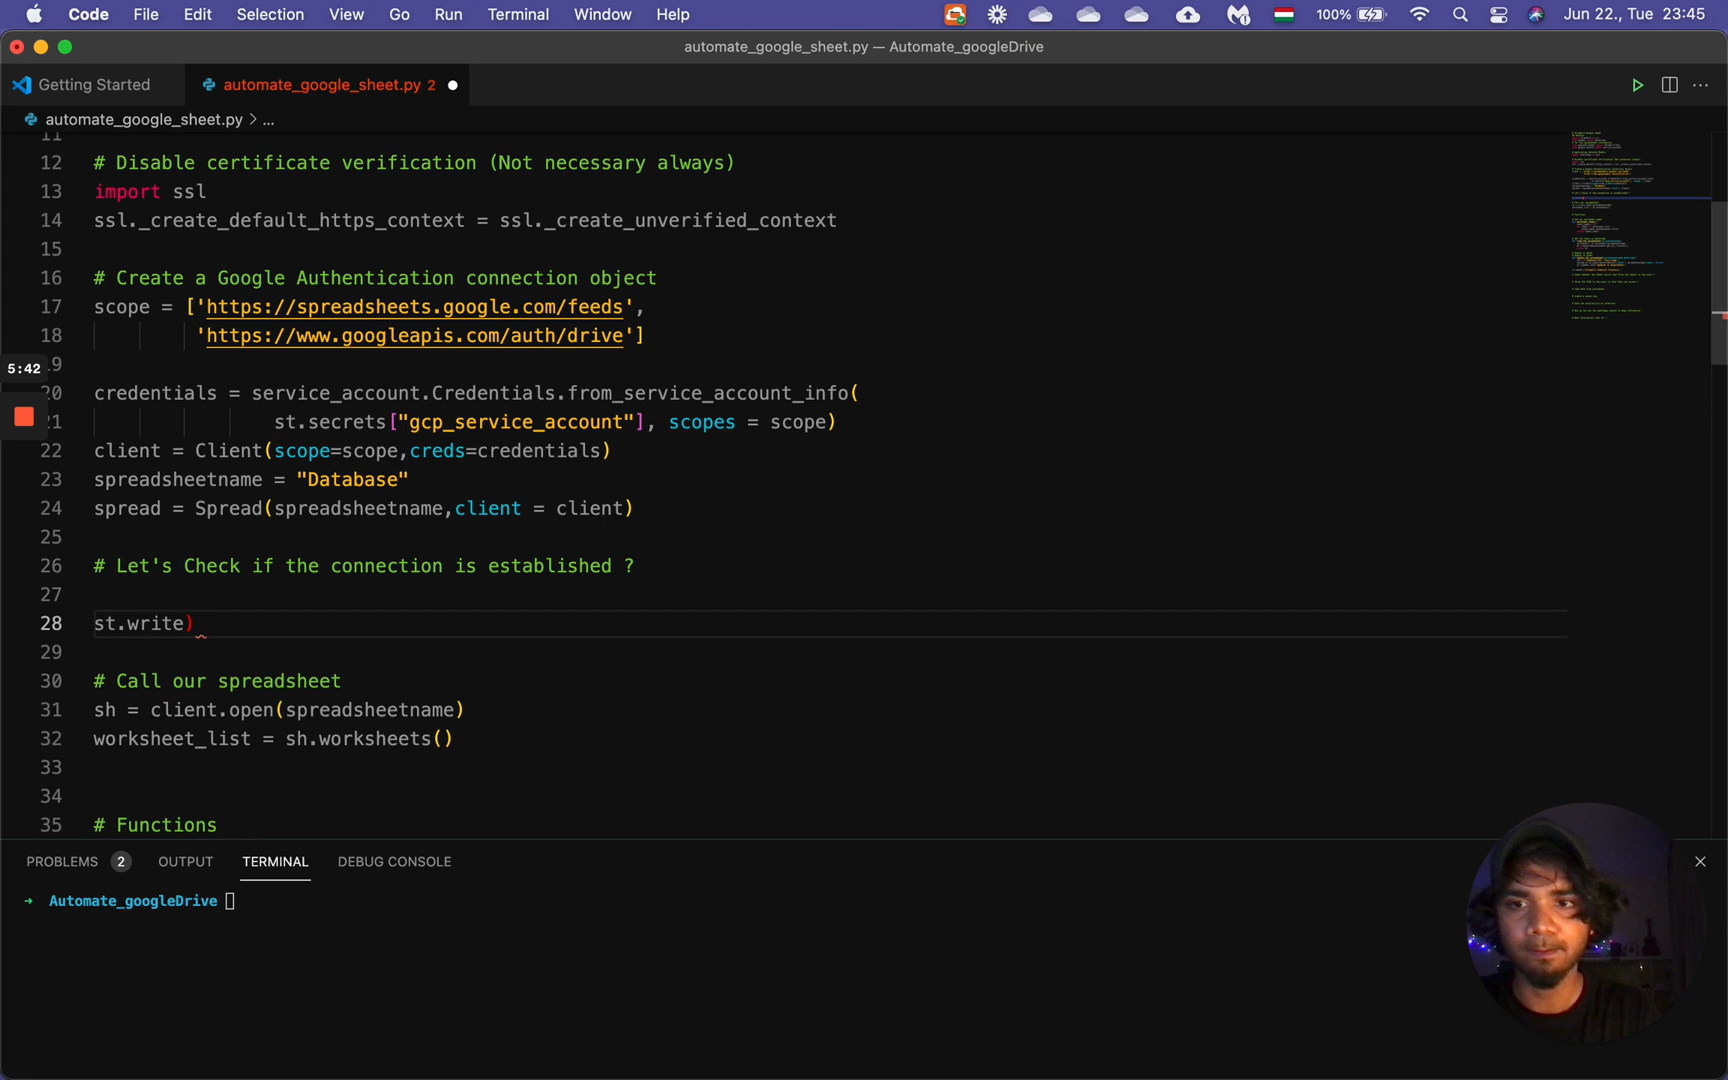 Code File Edit Selection View Go Run Terminal Window Help 100% Jun 22., Tue 23:45
automate_google_sheet.py — Automate_googleDrive
Getting Started automate_google_sheet.py 2
automate_google_sheet.py > ...
11
12 # Disable certificate verification (Not necessary always)
13 import ssl
14 ssl._create_default_https_context = ssl._create_unverified_context
15
16 # Create a Google Authentication connection object
17 scope = ['https://spreadsheets.google.com/feeds',
18 'https://www.googleapis.com/auth/drive']
5:42
19
20 credentials = service_account.Credentials.from_service_account_info(
21 st.secrets["gcp_service_account"], scopes = scope)
22 client = Client(scope=scope,creds=credentials)
23 spreadsheetname = "Database"
24 spread = Spread(spreadsheetname,client = client)
25
26 # Let's Check if the connection is established ?
27
28 st.write)
29
30 # Call our spreadsheet
31 sh = client.open(spreadsheetname)
32 worksheet_list = sh.worksheets()
33
34
35 # Functions
PROBLEMS 2 OUTPUT TERMINAL DEBUG CONSOLE
→ Automate_googleDrive